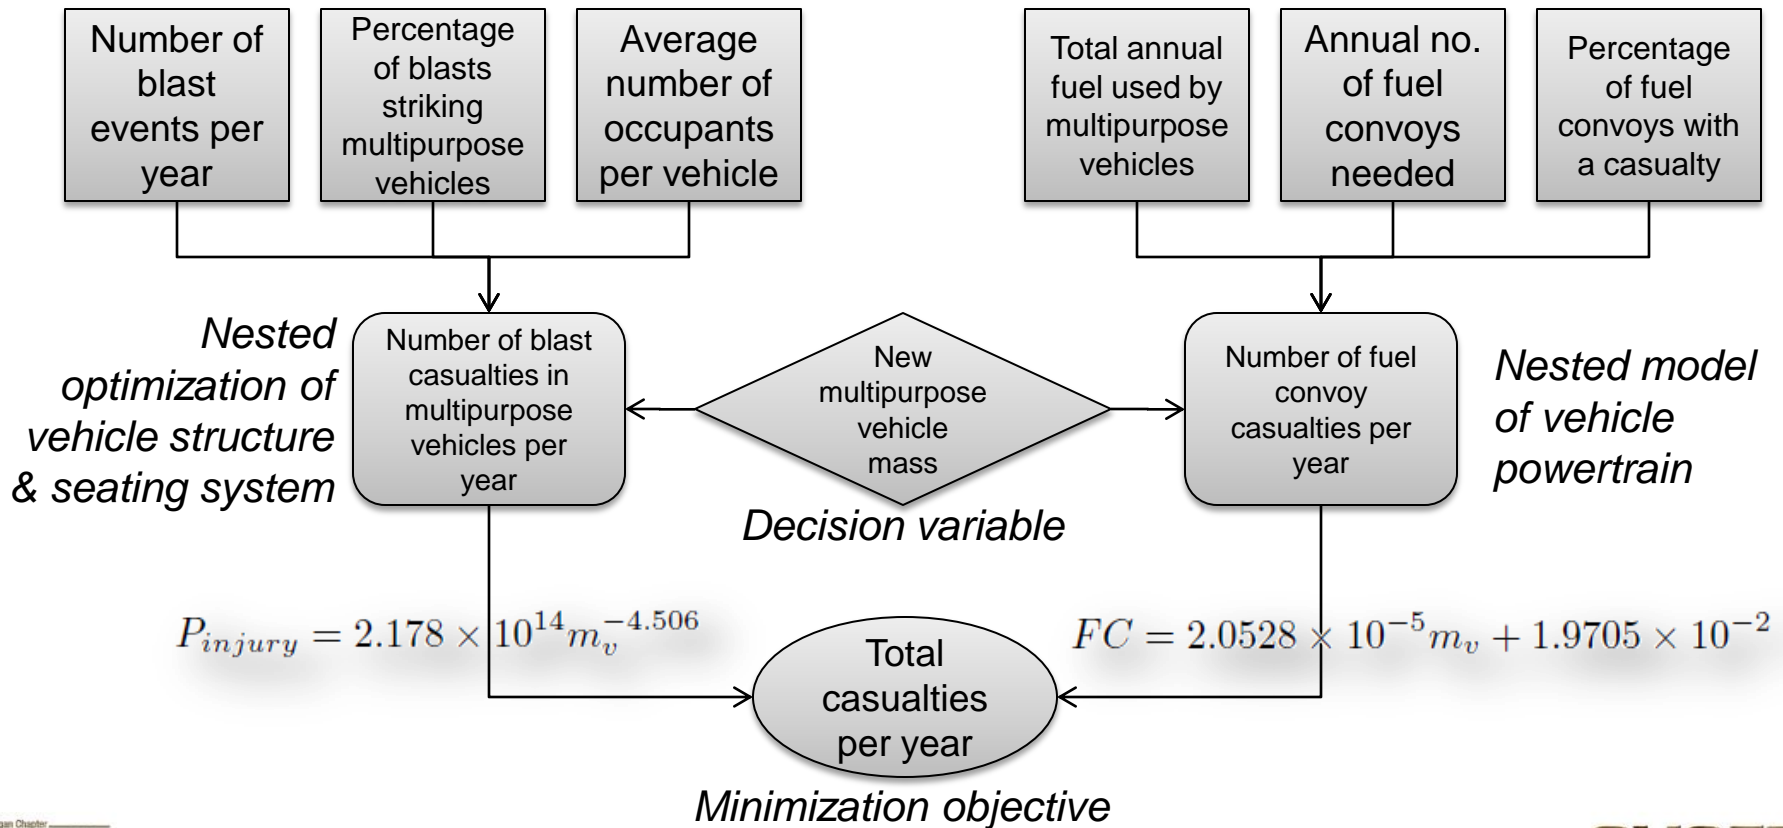 Number of
blast
events per
year
Percentage
of blasts
striking
multipurpose
vehicles
Average
number of
occupants
per vehicle
Total annual
fuel used by
multipurpose
vehicles
Annual no.
of fuel
convoys
needed
Percentage
of fuel
convoys with
a casualty
Nested
optimization of
vehicle structure
& seating system
Number of blast
casualties in
multipurpose
vehicles per
year
New
multipurpose
vehicle
mass
Decision variable
Number of fuel
convoy
casualties per
year
Nested model
of vehicle
powertrain
P_{injury} = 2.178 × 10^{14} m_v^{-4.506}
FC = 2.0528 × 10^{-5} m_v + 1.9705 × 10^{-2}
Total
casualties
per year
Minimization objective
Chapter